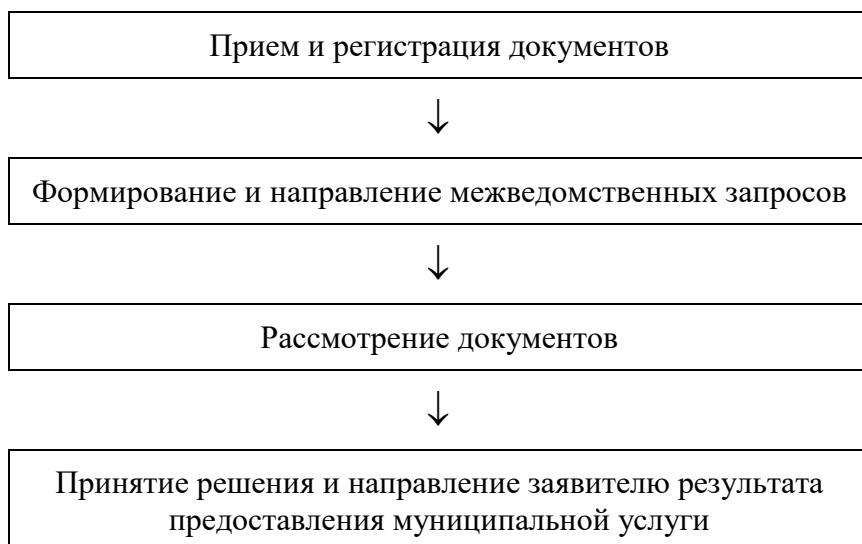 Прием и регистрация документов
Формирование и направление межведомственных запросов
Рассмотрение документов
Принятие решения и направление заявителю результата
предоставления муниципальной услуги